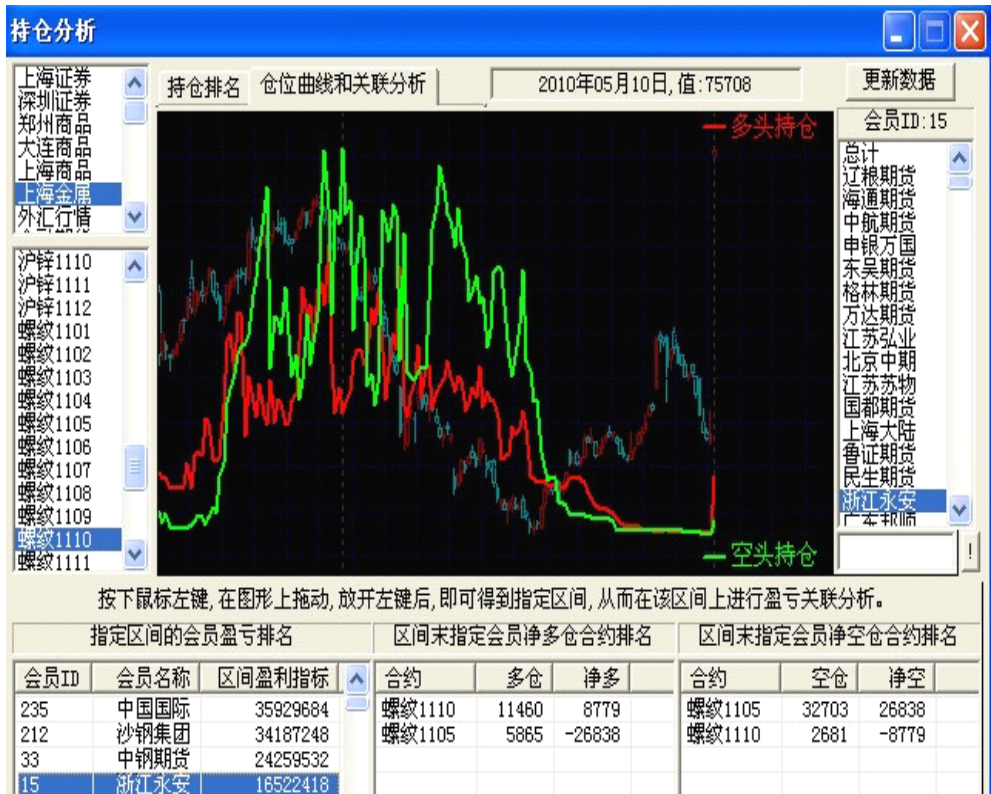 持仓分析
上海证券
深圳证券
郑州商品
大连商品
上海商品
上海金属
外汇行情
持仓排名
仓位曲线和关联分析
2010年05月10日,值:75708
更新数据
会员ID:15
多头持仓
空头持仓
沪锌1110
沪锌1111
沪锌1112
螺纹1101
螺纹1102
螺纹1103
螺纹1104
螺纹1105
螺纹1106
螺纹1107
螺纹1108
螺纹1109
螺纹1110
螺纹1111
总计
辽粮期货
海通期货
中航期货
申银万国
东吴期货
格林期货
万达期货
江苏弘业
北京中期
江苏苏物
国都期货
上海大陆
鲁证期货
民生期货
浙江永安
!
按下鼠标左键,在图形上拖动,放开左键后,即可得到指定区间,从而在该区间上进行盈亏关联分析。
指定区间的会员盈亏排名
区间末指定会员净多仓合约排名
区间末指定会员净空仓合约排名
会员ID 会员名称 区间盈利指标
235 中国国际 35929684
212 沙钢集团 34187248
33 中钢期货 24259532
15 浙江永安 16522418
合约 多仓 净多
螺纹1110 11460 8779
螺纹1105 5865 -26838
合约 空仓 净空
螺纹1105 32703 26838
螺纹1110 2681 -8779